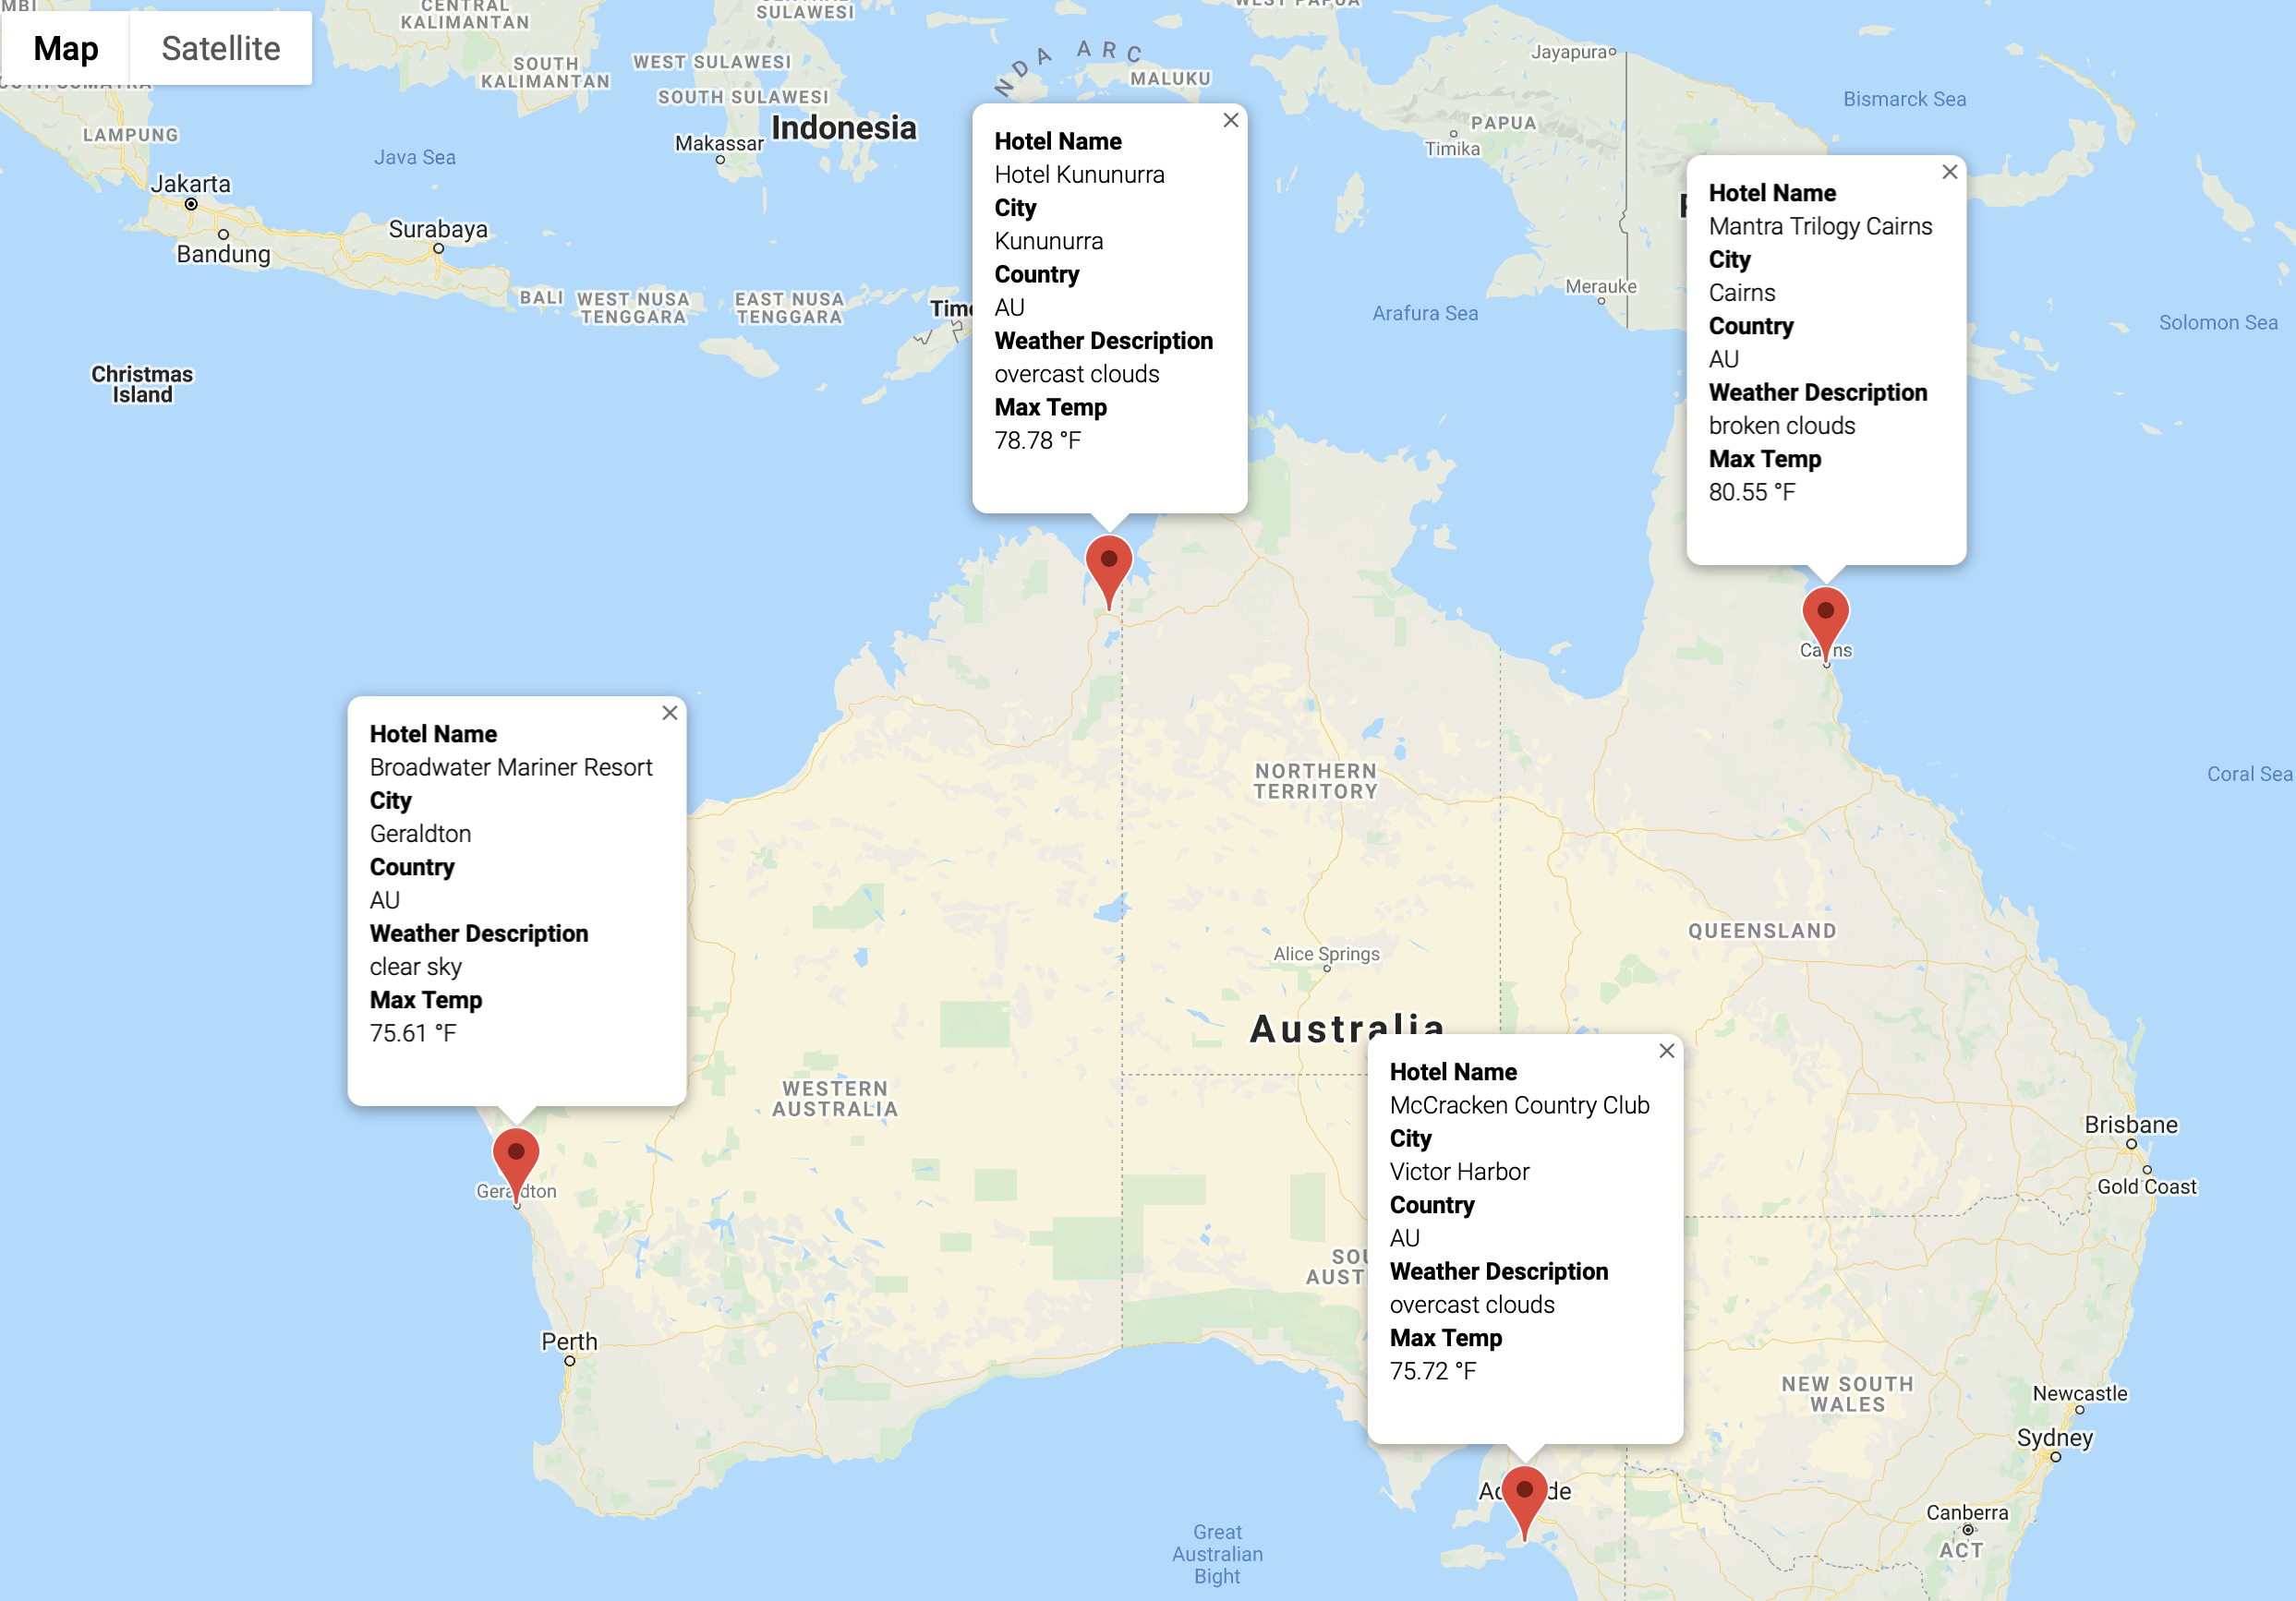 CENTRAL
KALIMANTAN
SULAWESI
Map
Satellite
SOUTH
KALIMANTAN
WEST SULAWESI
SOUTH SULAWESI
NDA ARC
MALUKU
Jayapura
Bismarck Sea
LAMPUNG
Java Sea
Makassar
Indonesia
PAPUA
Timika
Jakarta
Bandung
Surabaya
BALI
WEST NUSA
TENGGARA
EAST NUSA
TENGGARA
Merauke
Arafura Sea
Solomon Sea
Christmas
Island
Hotel Name
Hotel Kununurra
City
Kununurra
Country
AU
Weather Description
overcast clouds
Max Temp
78.78 °F
Hotel Name
Mantra Trilogy Cairns
City
Cairns
Country
AU
Weather Description
broken clouds
Max Temp
80.55 °F
Hotel Name
Broadwater Mariner Resort
City
Geraldton
Country
AU
Weather Description
clear sky
Max Temp
75.61 °F
NORTHERN
TERRITORY
Coral Sea
QUEENSLAND
Alice Springs
Australia
WESTERN
AUSTRALIA
Hotel Name
McCracken Country Club
City
Victor Harbor
Country
AU
Weather Description
overcast clouds
Max Temp
75.72 °F
Brisbane
Gold Coast
Geraldton
Perth
NEW SOUTH
WALES
Newcastle
Sydney
Canberra
ACT
Great
Australian
Bight